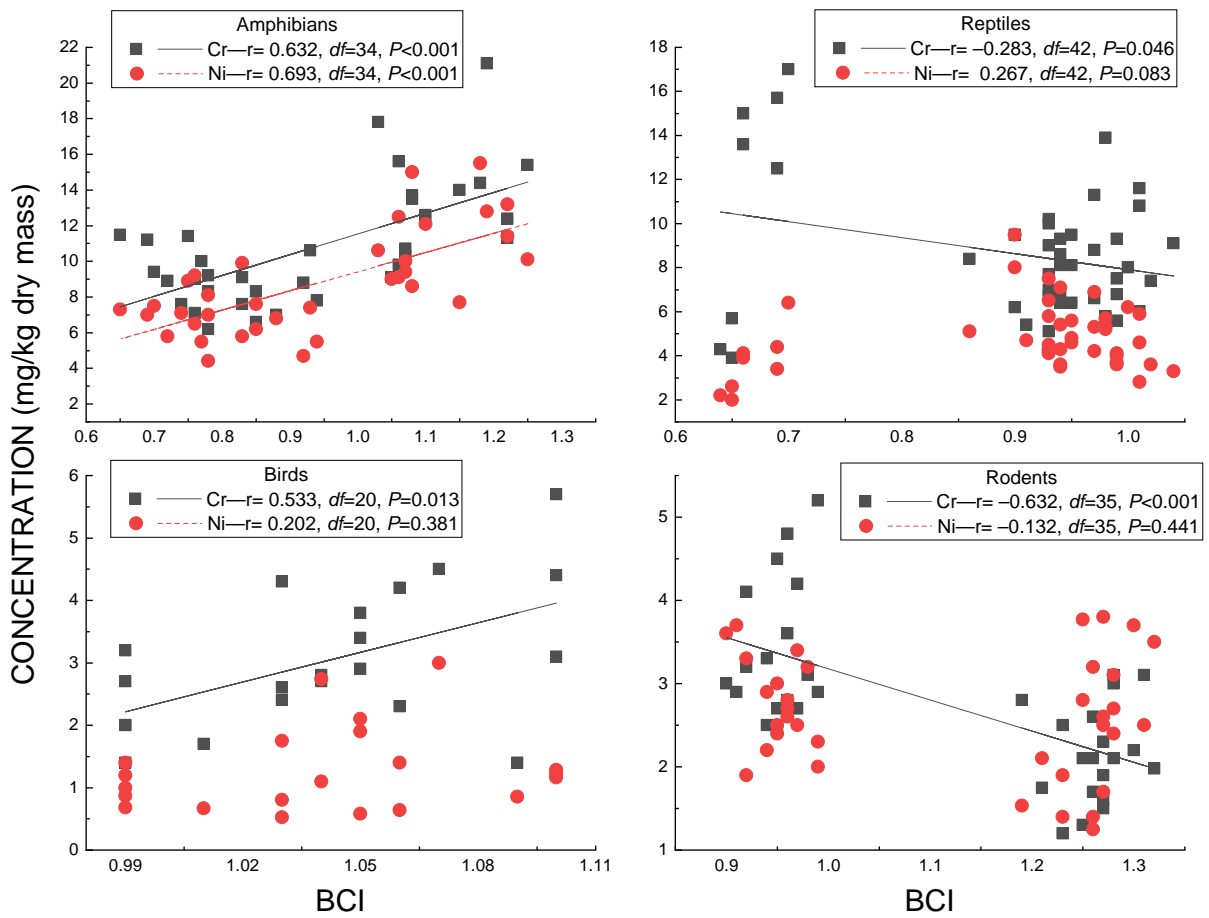 CONCENTRATION (mg/kg dry mass)
Amphibians
Cr—r= 0.632, df=34, P<0.001
Ni—r= 0.693, df=34, P<0.001
22
20
18
16
14
12
10
8
6
4
2
0.6 0.7 0.8 0.9 1.0 1.1 1.2 1.3
Reptiles
Cr—r= –0.283, df=42, P=0.046
Ni—r= 0.267, df=42, P=0.083
18
16
14
12
10
8
6
4
2
0.6 0.7 0.9 1.0
Birds
Cr—r= 0.533, df=20, P=0.013
Ni—r= 0.202, df=20, P=0.381
6
5
4
3
2
1
0
0.99 1.02 1.05 1.08 1.11
BCI
Rodents
Cr—r= –0.632, df=35, P<0.001
Ni—r= –0.132, df=35, P=0.441
5
4
3
2
1
0.9 1.0 1.2 1.3
BCI